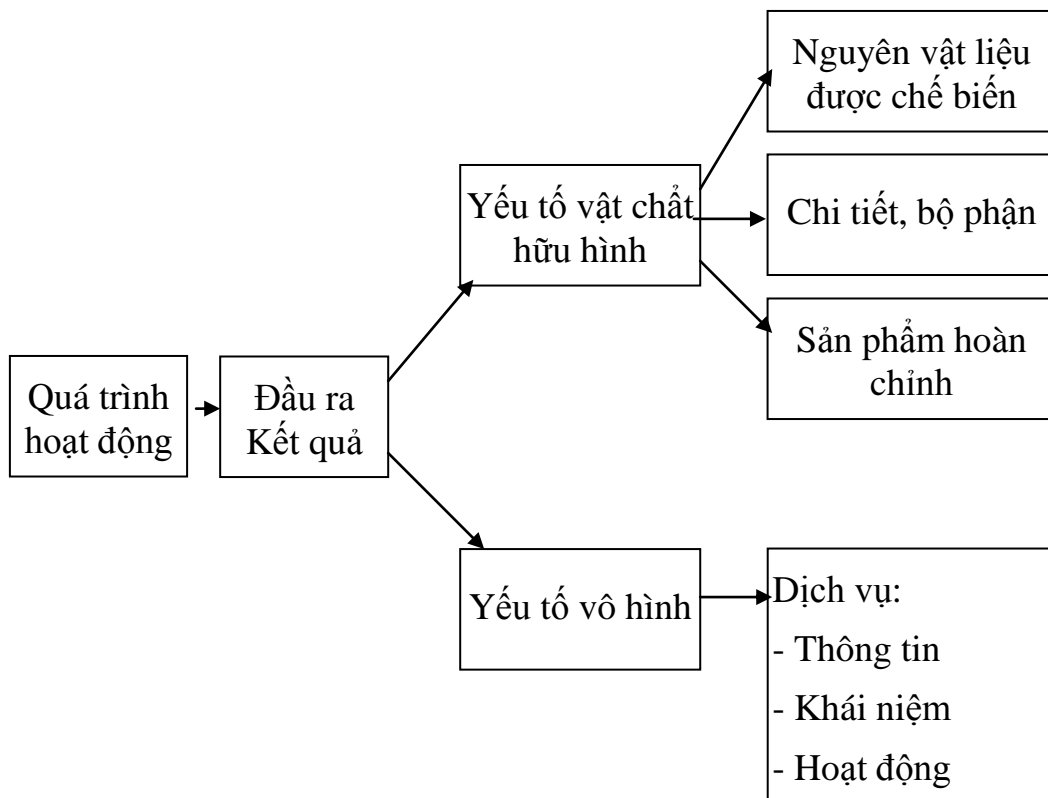 Nguyên vật liệu
được chế biến
Yếu tố vật chất
hữu hình
Chi tiết, bộ phận
Sản phẩm hoàn
chỉnh
Quá trình
hoạt động
Đầu ra
Kết quả
Yếu tố vô hình
Dịch vụ:
- Thông tin
- Khái niệm
- Hoạt động